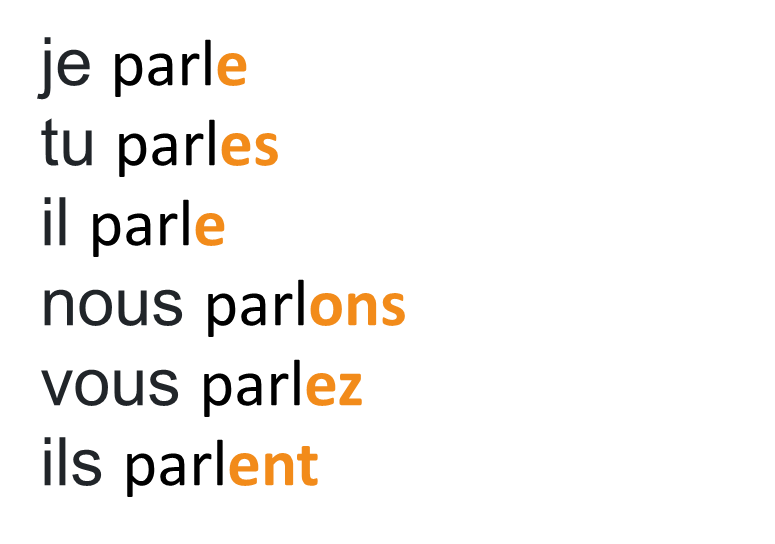 je parle
tu parles
il parle
nous parlons
vous parlez
ils parlent